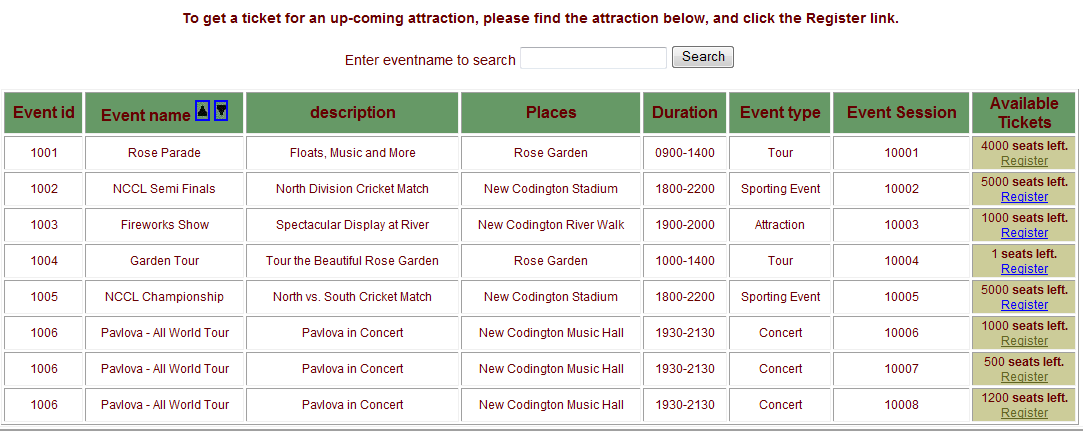 To get a ticket for an up-coming attraction, please find the attraction below, and click the Register link.
Enter eventname to search Search
Event id Event name description Places Duration Event type Event Session Available Tickets
1001 Rose Parade Floats, Music and More Rose Garden 0900-1400 Tour 10001 4000 seats left. Register
1002 NCCL Semi Finals North Division Cricket Match New Codington Stadium 1800-2200 Sporting Event 10002 5000 seats left. Register
1003 Fireworks Show Spectacular Display at River New Codington River Walk 1900-2000 Attraction 10003 1000 seats left. Register
1004 Garden Tour Tour the Beautiful Rose Garden Rose Garden 1000-1400 Tour 10004 1 seats left. Register
1005 NCCL Championship North vs. South Cricket Match New Codington Stadium 1800-2200 Sporting Event 10005 5000 seats left. Register
1006 Pavlova - All World Tour Pavlova in Concert New Codington Music Hall 1930-2130 Concert 10006 1000 seats left. Register
1006 Pavlova - All World Tour Pavlova in Concert New Codington Music Hall 1930-2130 Concert 10007 500 seats left. Register
1006 Pavlova - All World Tour Pavlova in Concert New Codington Music Hall 1930-2130 Concert 10008 1200 seats left. Register